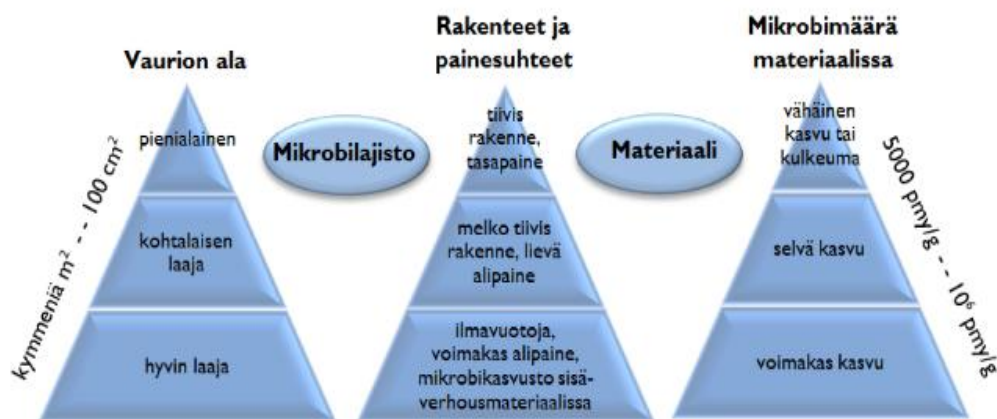 Vaurion ala
pienialainen
kohtalaisen
laaja
hyvin laaja
kymmeniä m² - - - 100 cm²
Mikrobilajisto
Rakenteet ja
painesuhteet
tiivis
rakenne,
tasapaine
melko tiivis
rakenne, lievä
alipaine
ilmavuotoja,
voimakas alipaine,
mikrobikasvusto sisä-
verhousmateriaalissa
Materiaali
Mikrobimäärä
materiaalissa
vähäinen
kasvu tai
kulkeuma
selvä kasvu
voimakas kasvu
5000 pmy/g - - - 10⁶ pmy/g